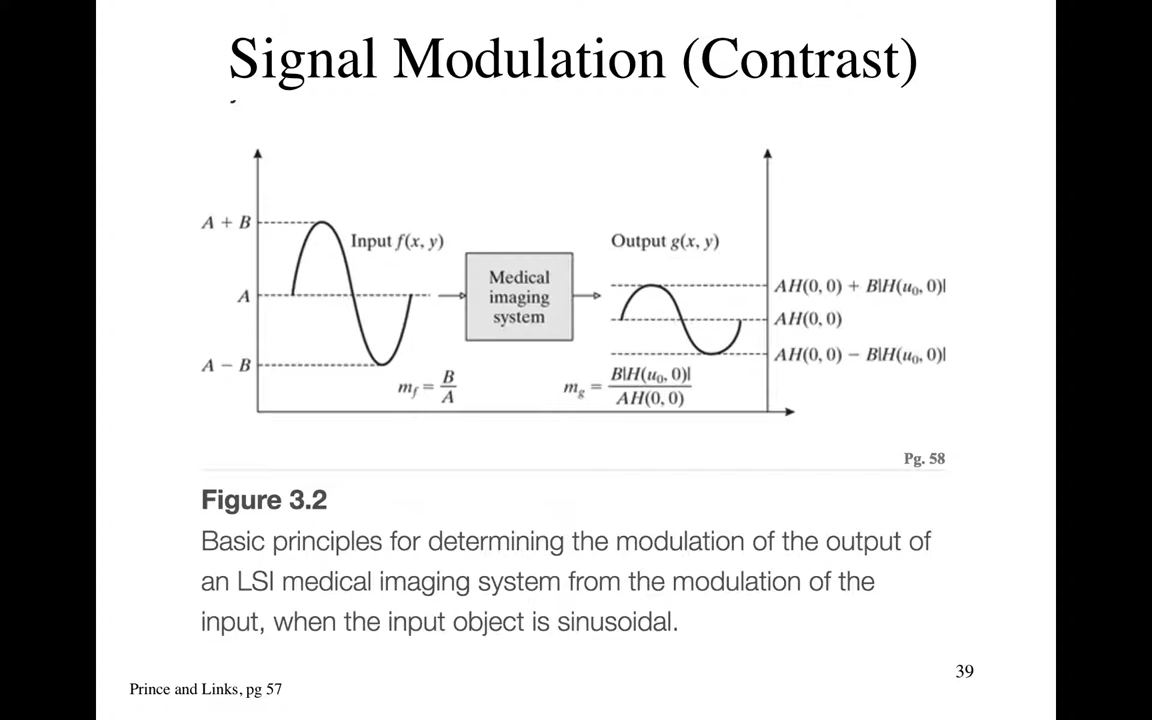 Signal Modulation (Contrast)
A + B
Input f(x, y)
Output g(x, y)
Medical
imaging
system
AH(0, 0) + B|H(u₀, 0)|
A
AH(0, 0)
AH(0, 0) − B|H(u₀, 0)|
A − B
m_f = B/A
m_g = B|H(u₀, 0)|/AH(0, 0)
Pg. 58
Figure 3.2
Basic principles for determining the modulation of the output of
an LSI medical imaging system from the modulation of the
input, when the input object is sinusoidal.
39
Prince and Links, pg 57